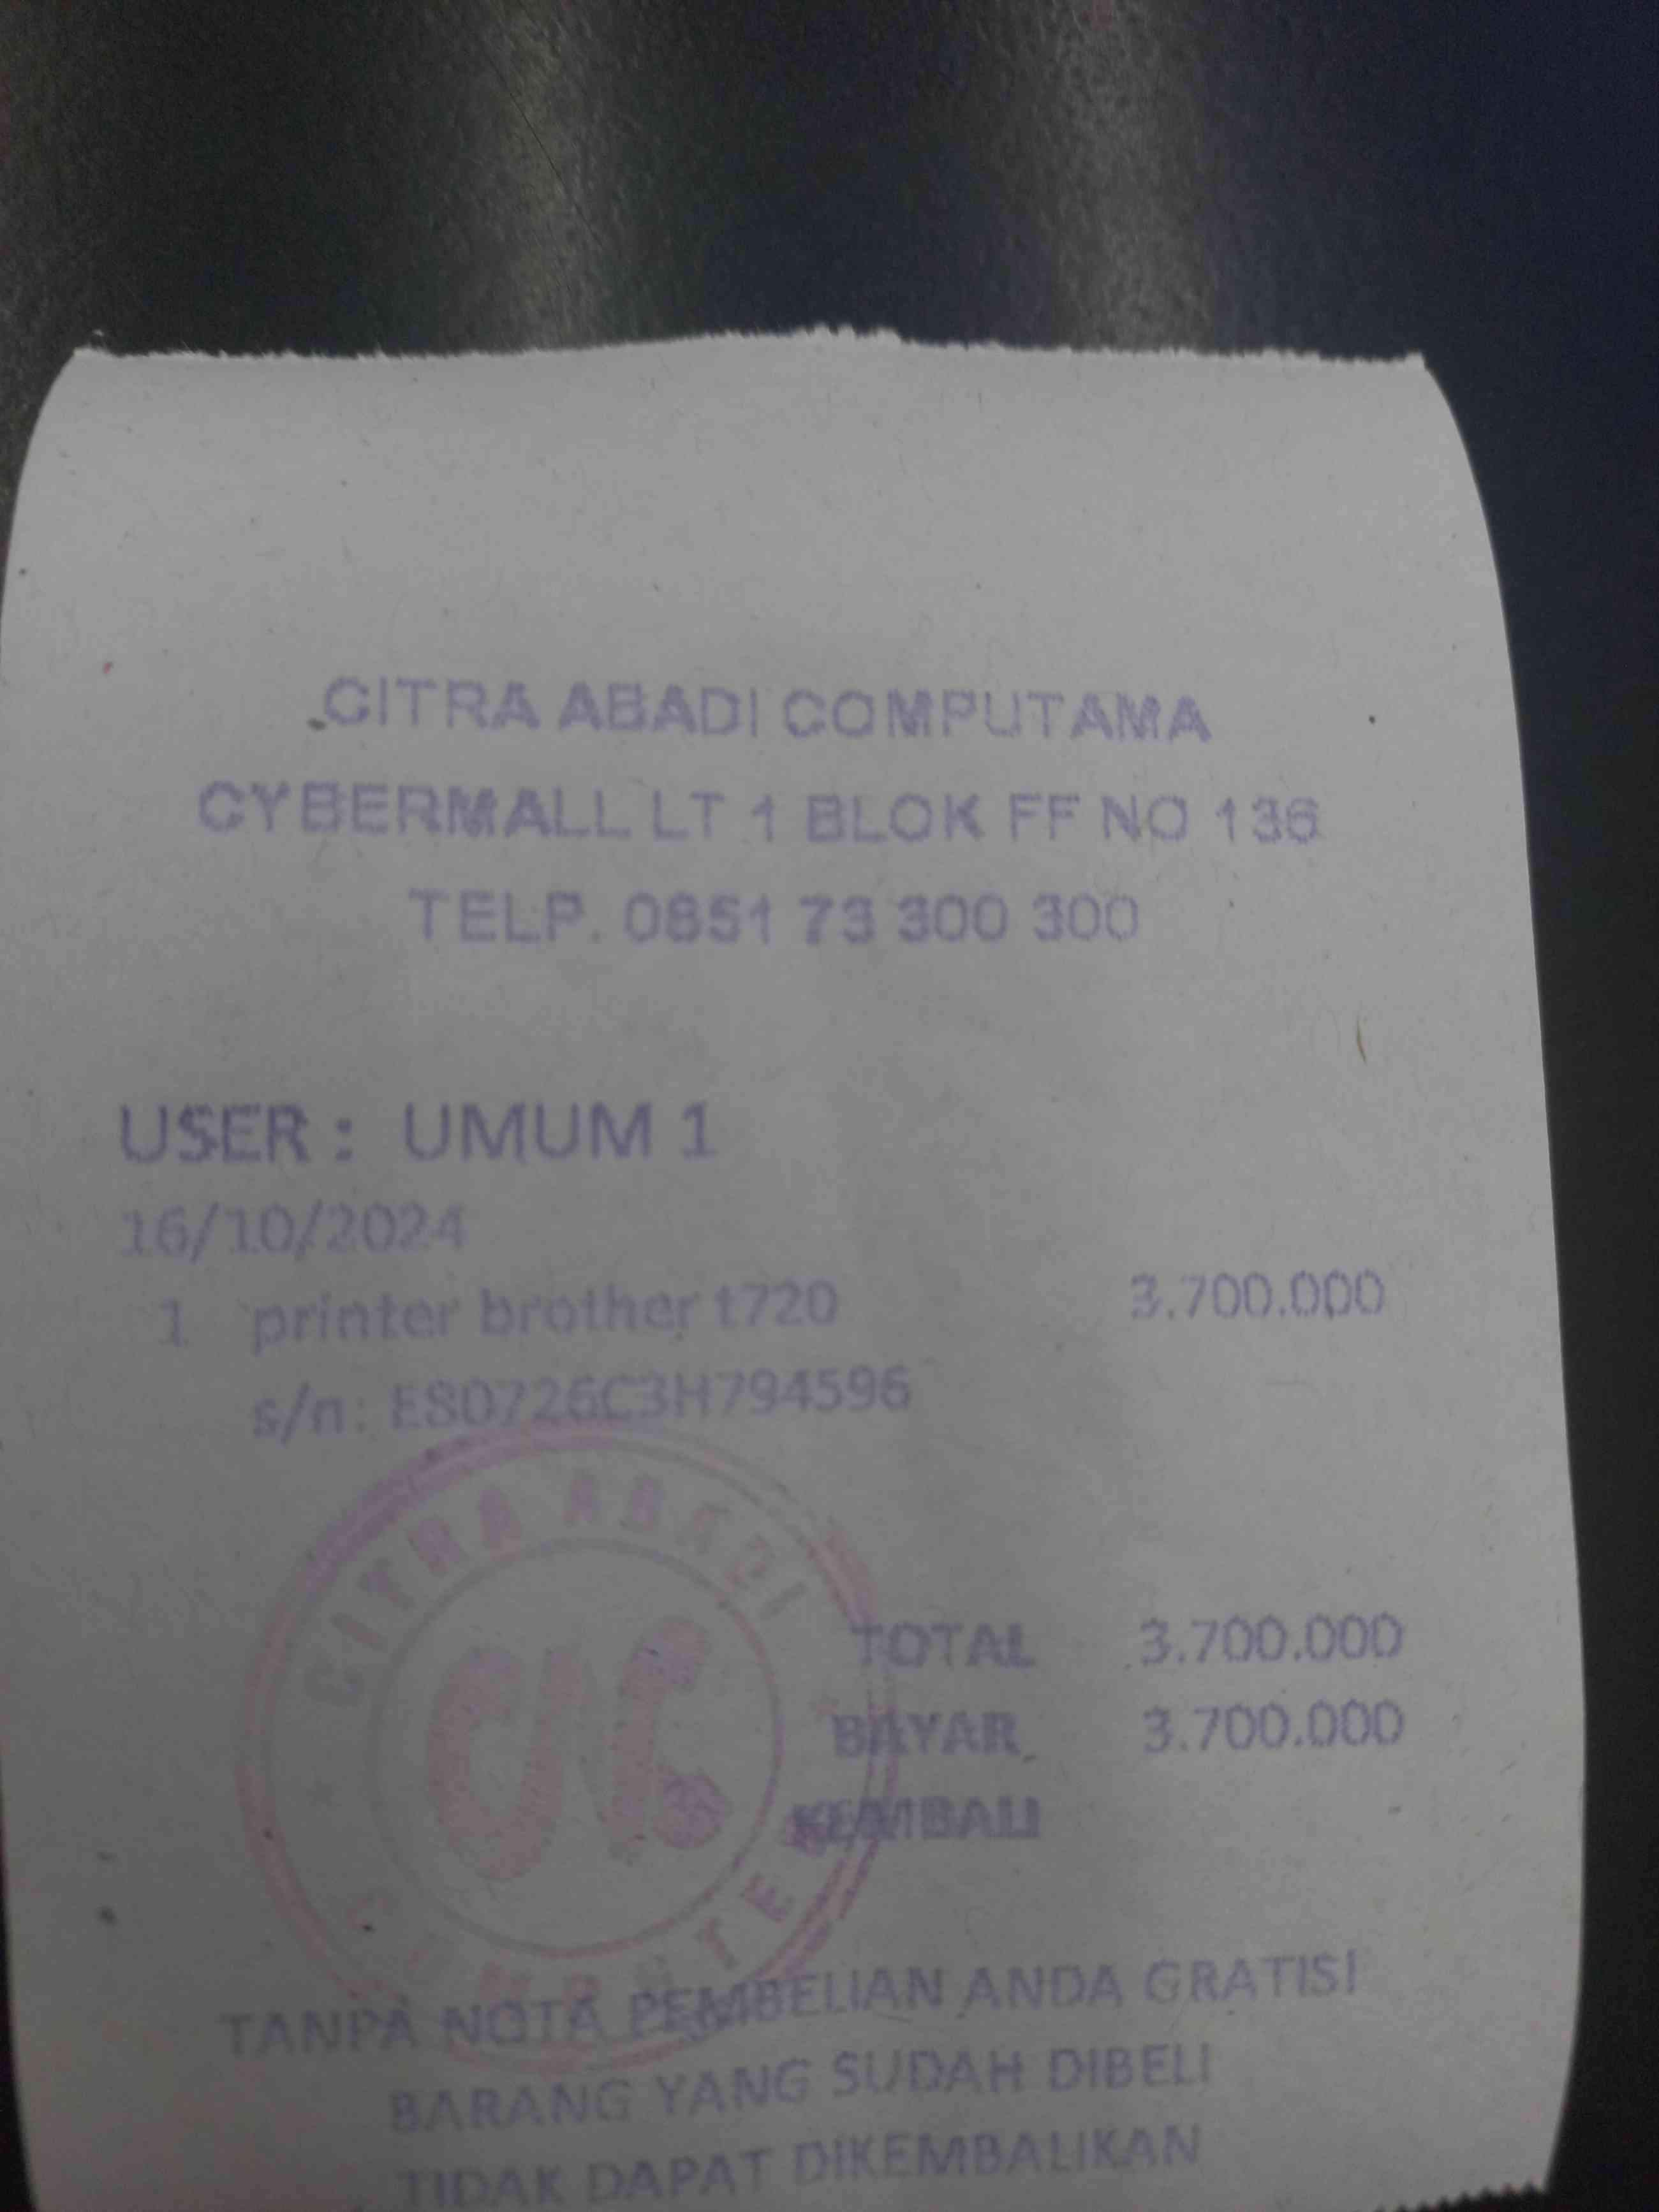 CITRA ABADI COMPUTAMA
CYBERMALL LT 1 BLOK FF NO 136
TELP. 0851 73 300 300
USER : UMUM 1
16/10/2024
1 printer brother t720 3.700.000
s/n: E80726C3H794596
CITRA ABADI
TOTAL 3.700.000
BAYAR 3.700.000
KEMBALI
TANPA NOTA PEMBELIAN ANDA GRATIS!
BARANG YANG SUDAH DIBELI
TIDAK DAPAT DIKEMBALIKAN